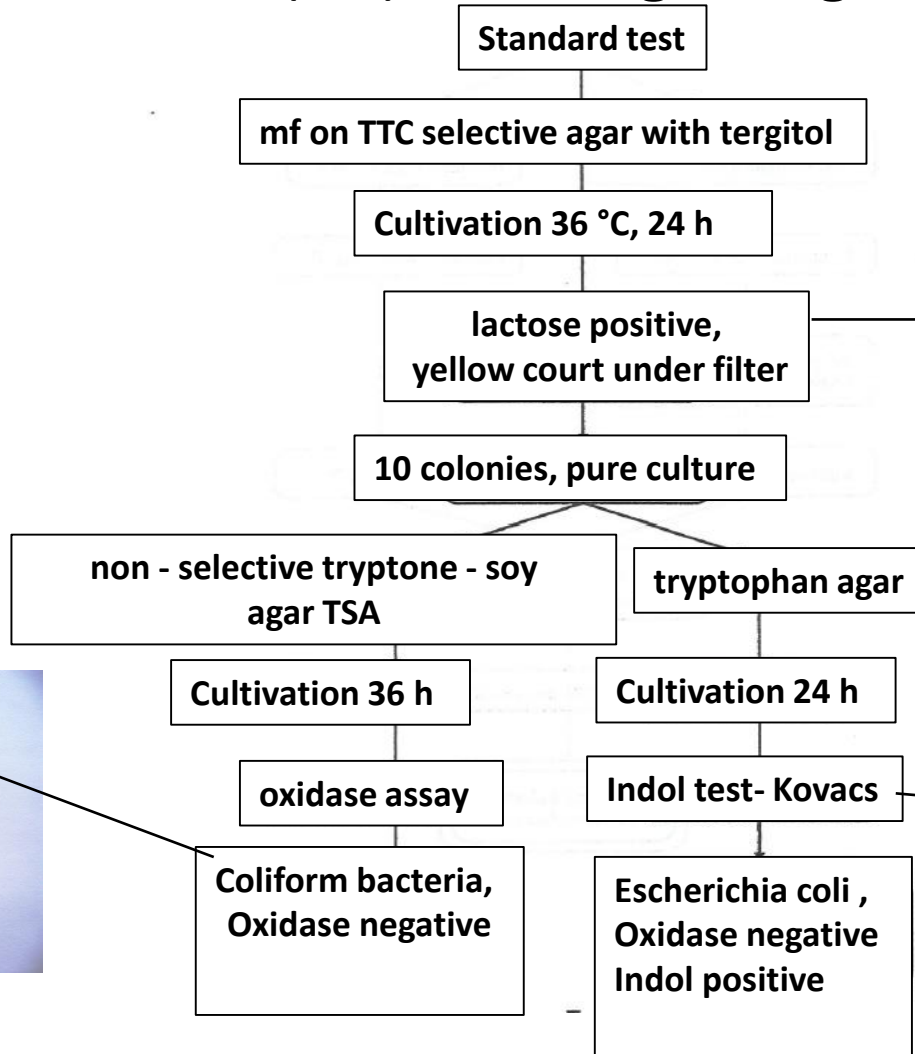 Standard test
mf on TTC selective agar with tergitol
Cultivation 36 °C, 24 h
lactose positive,
yellow court under filter
10 colonies, pure culture
non - selective tryptone - soy
agar TSA
tryptophan agar
Cultivation 36 h
Cultivation 24 h
oxidase assay
Indol test- Kovacs
Coliform bacteria,
Oxidase negative
Escherichia coli ,
Oxidase negative
Indol positive